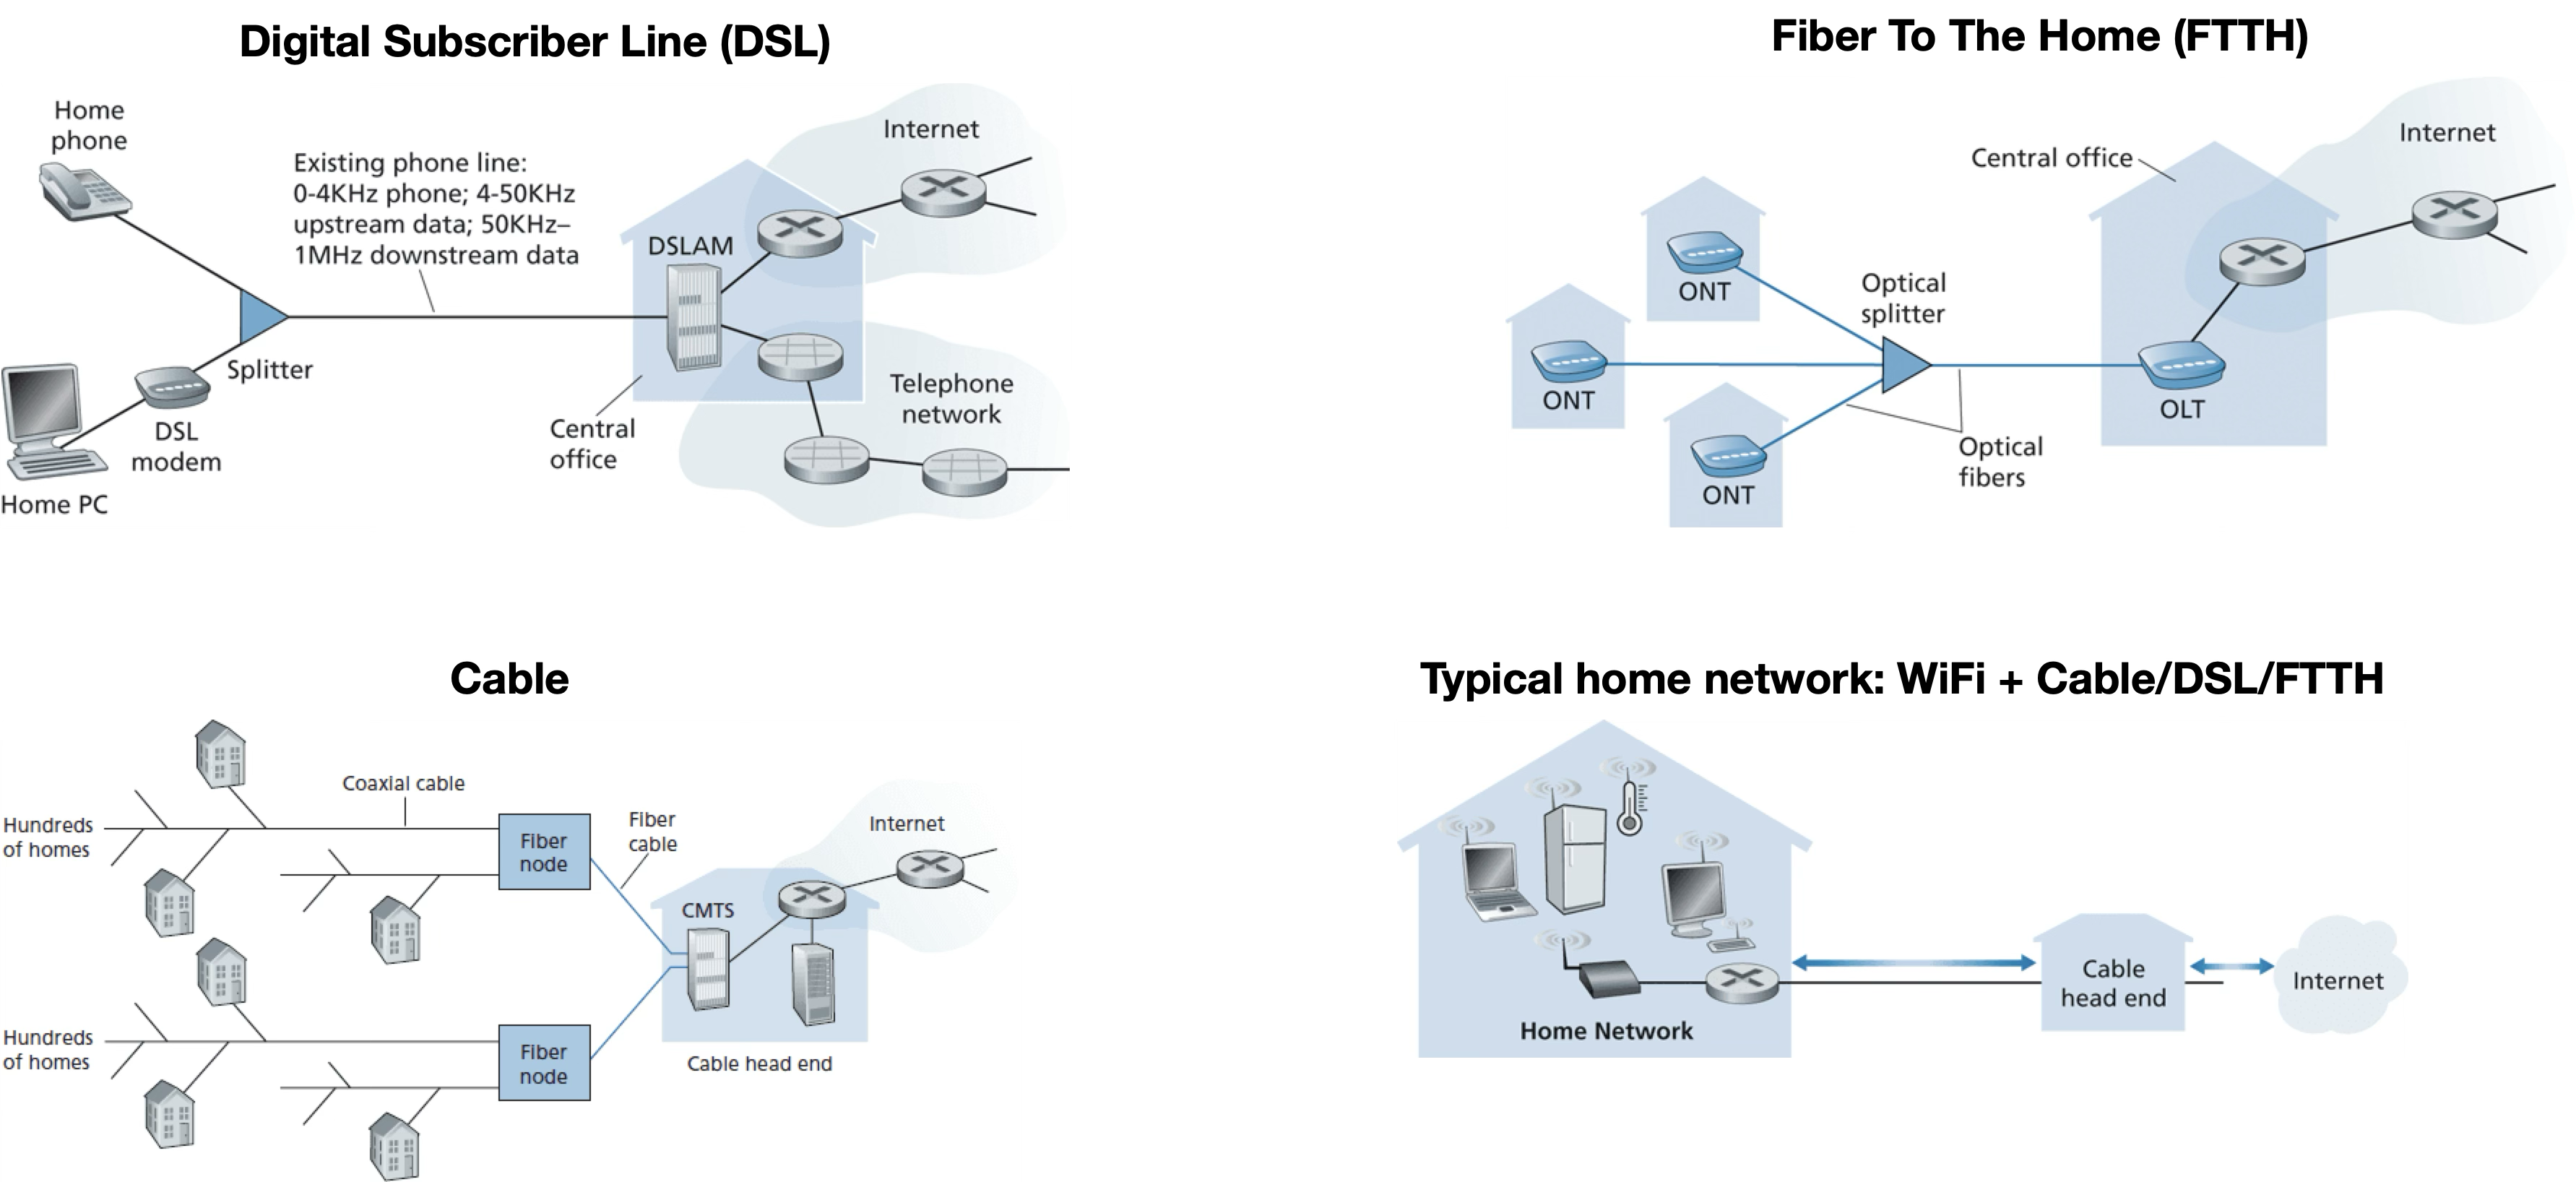 Digital Subscriber Line (DSL)
Home
phone
Existing phone line:
0-4KHz phone; 4-50KHz
upstream data; 50KHz–
1MHz downstream data
Internet
DSLAM
Splitter
DSL
modem
Home PC
Central
office
Telephone
network
Fiber To The Home (FTTH)
Central office
Internet
ONT
Optical
splitter
ONT
ONT
OLT
Optical
fibers
Cable
Coaxial cable
Hundreds
of homes
Fiber
node
Fiber
cable
Internet
CMTS
Hundreds
of homes
Fiber
node
Cable head end
Typical home network: WiFi + Cable/DSL/FTTH
Home Network
Cable
head end
Internet